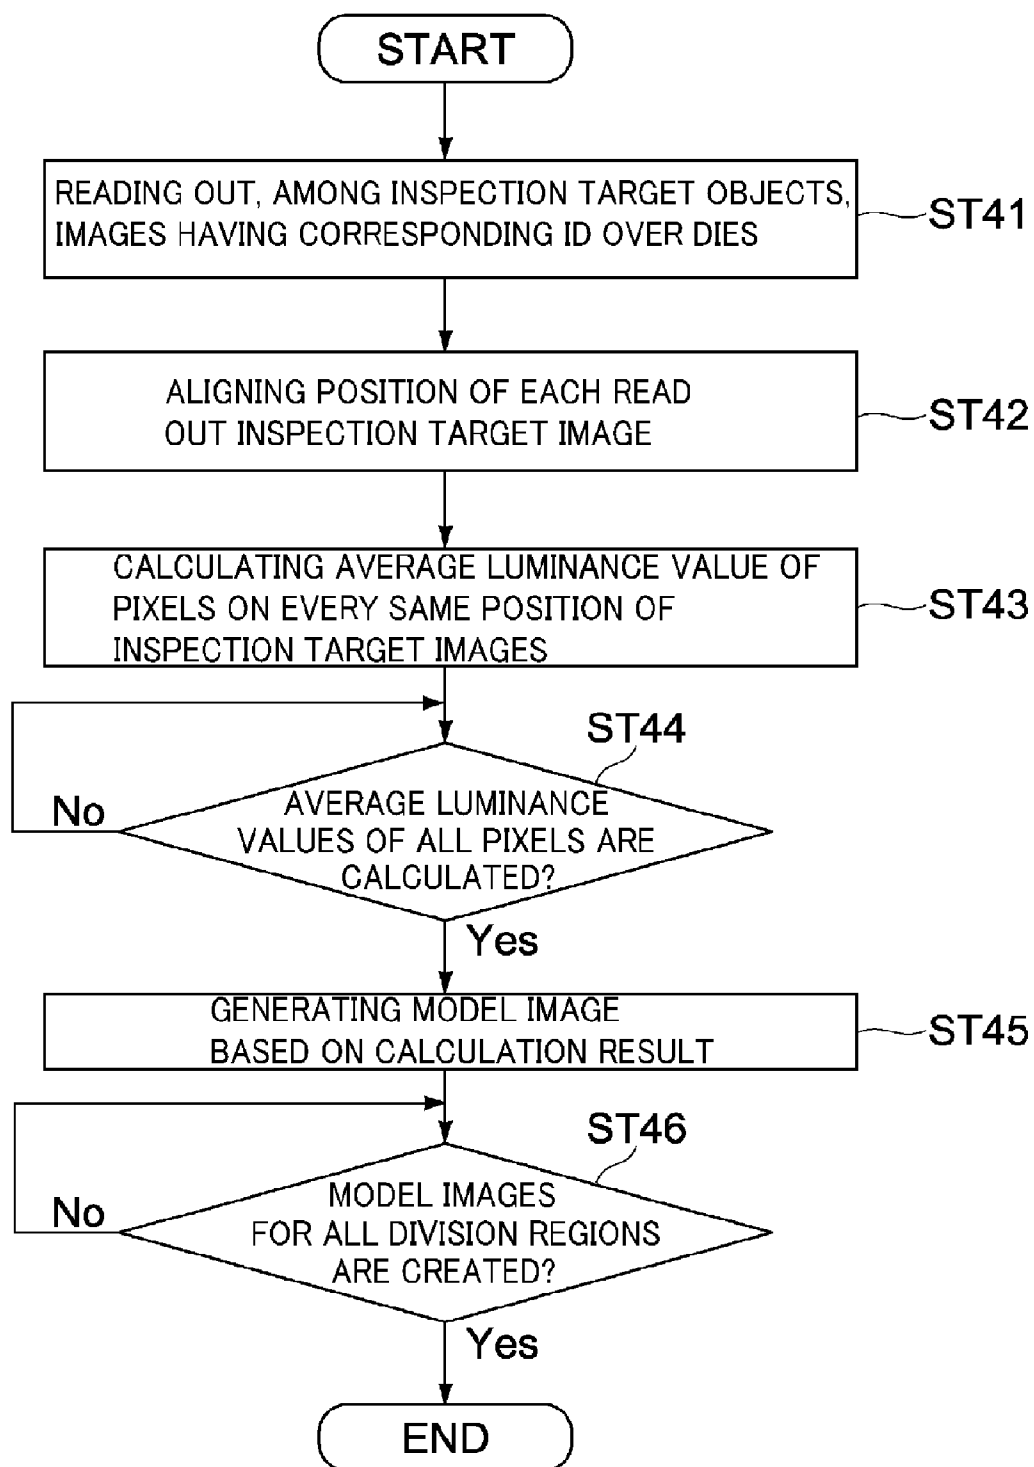 START
READING OUT, AMONG INSPECTION TARGET OBJECTS,
IMAGES HAVING CORRESPONDING ID OVER DIES
ST41
ALIGNING POSITION OF EACH READ
OUT INSPECTION TARGET IMAGE
ST42
CALCULATING AVERAGE LUMINANCE VALUE OF
PIXELS ON EVERY SAME POSITION OF
INSPECTION TARGET IMAGES
ST43
ST44
AVERAGE LUMINANCE
VALUES OF ALL PIXELS ARE
CALCULATED?
No
Yes
GENERATING MODEL IMAGE
BASED ON CALCULATION RESULT
ST45
ST46
MODEL IMAGES
FOR ALL DIVISION REGIONS
ARE CREATED?
No
Yes
END